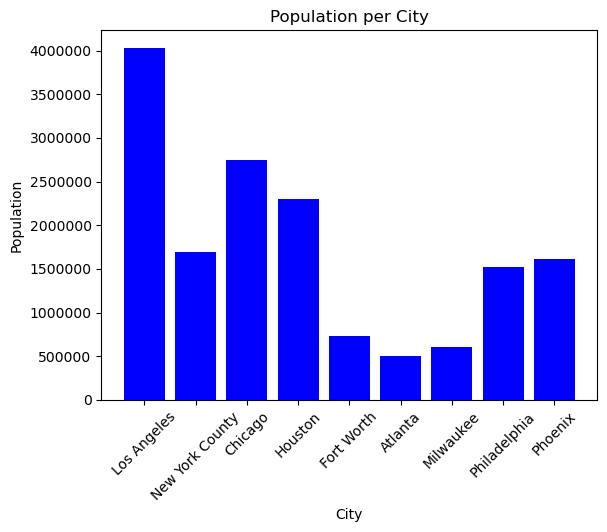 Population per City
Population
4000000
3500000
3000000
2500000
2000000
1500000
1000000
500000
0
Los Angeles
New York County
Chicago
Houston
Fort Worth
Atlanta
Milwaukee
Philadelphia
Phoenix
City